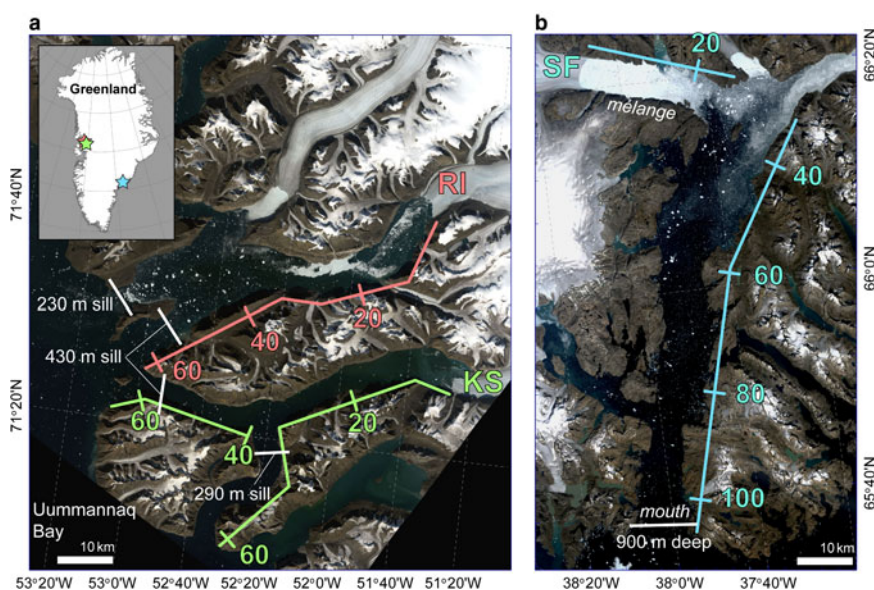 a
b
Greenland
71°40'N
71°20'N
RI
230 m sill
430 m sill
20
40
60
KS
60
20
40
290 m sill
60
Uummannaq
Bay
10 km
53°20'W 53°0'W 52°40'W 52°20'W 52°0'W 51°40'W 51°20'W
20
SF
mélange
40
60
80
100
mouth
900 m deep
10 km
66°20'N
66°0'N
65°40'N
38°20'W 38°0'W 37°40'W